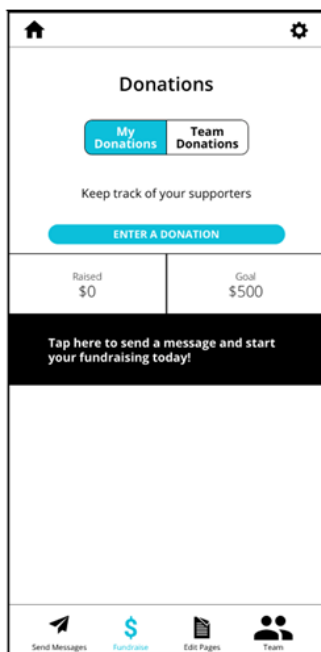 Donations
My
Donations
Team
Donations
Keep track of your supporters
ENTER A DONATION
Raised
$0
Goal
$500
Tap here to send a message and start
your fundraising today!
Send Messages
Fundraise
Edit Pages
Team